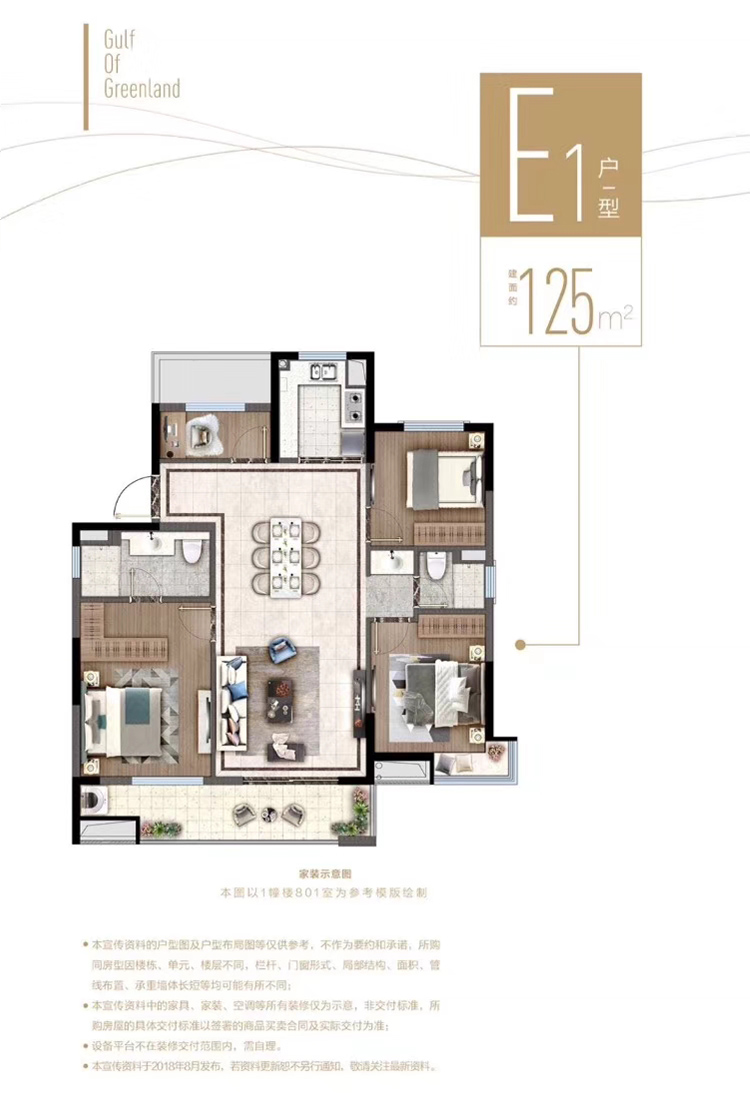 Gulf
Of
Greenland
E1户型
建面约125m²
家装示意图
本图以1幢楼801室为参考模版绘制
本宣传资料的户型图及户型布局图等仅供参考，不作为要约和承诺，所购
同房型因楼栋、单元、楼层不同，栏杆、门窗形式、局部结构、面积、管
线布置、承重墙体长短等均可能有所不同；
本宣传资料中的家具、家装、空调等所有装修仅为示意，非交付标准，所
购房屋的具体交付标准以签署的商品买卖合同及实际交付为准；
设备平台不在装修交付范围内，需自理。
本宣传资料于2018年8月发布，若资料更新恕不另行通知，敬请关注最新资料。